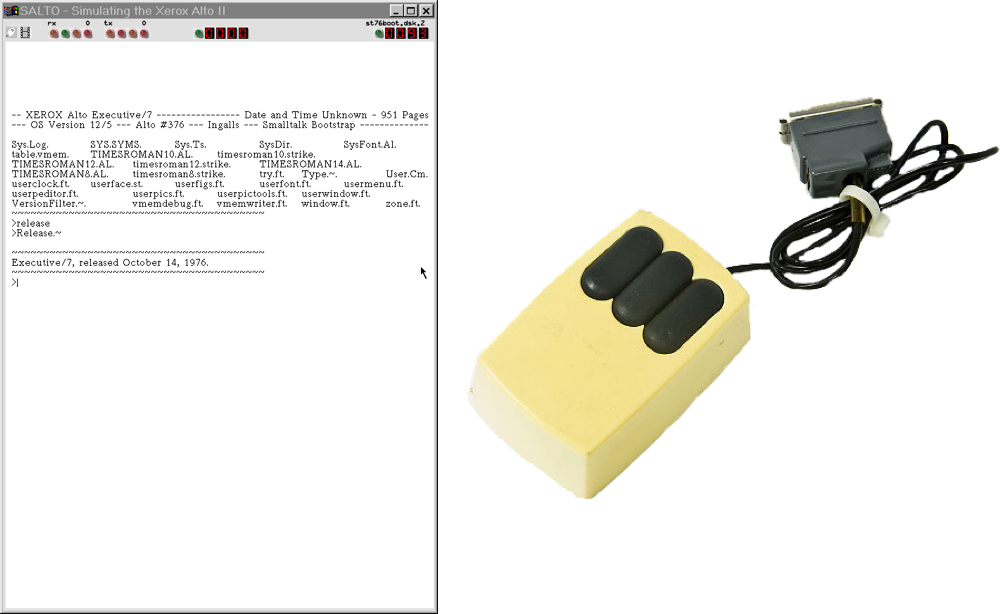 SALTO - Simulating the Xerox Alto II
rx 0 tx 0 st76boot.dsk.Z
-- XEROX Alto Executive/7 ----------------- Date and Time Unknown - 951 Pages
--- OS Version 12/5 --- Alto #376 --- Ingalls --- Smalltalk Bootstrap --------------
Sys.Log. SYS.SYMS. Sys.Ts. SysDir. SysFont.Al.
table.vmem. TIMESROMAN10.AL. timesroman10.strike.
TIMESROMAN12.AL. timesroman12.strike. TIMESROMAN14.AL.
TIMESROMAN8.AL. timesroman8.strike. try.ft. Type.~. User.Cm.
userclock.ft. userface.st. userfigs.ft. userfont.ft. usermenu.ft.
userpeditor.ft. userpics.ft. userpictools.ft. userwindow.ft.
VersionFilter.~. vmemdebug.ft. vmemwriter.ft. window.ft. zone.ft.
~~~~~~~~~~~~~~~~~~~~~~~~~~~~~~~~~~~~~~~~
>release
>Release.~
~~~~~~~~~~~~~~~~~~~~~~~~~~~~~~~~~~~~~~~~
Executive/7, released October 14, 1976.
~~~~~~~~~~~~~~~~~~~~~~~~~~~~~~~~~~~~~~~~
>|